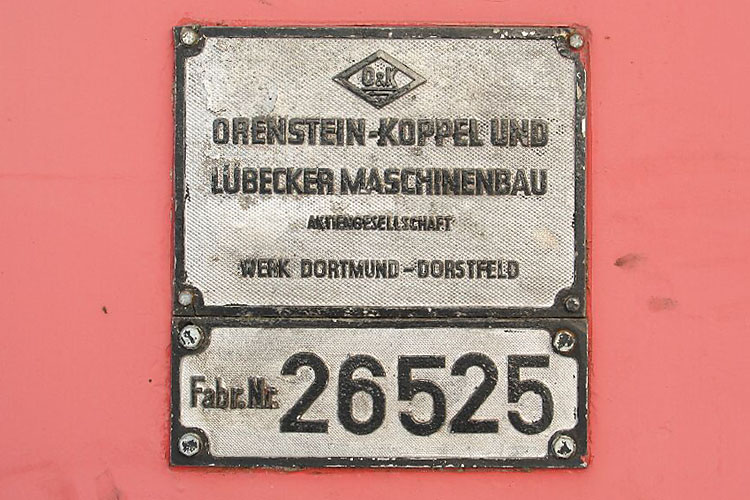 O&K
ORENSTEIN-KOPPEL UND
LÜBECKER MASCHINENBAU
AKTIENGESELLSCHAFT
WERK DORTMUND-DORSTFELD
Fabr. Nr. 26525